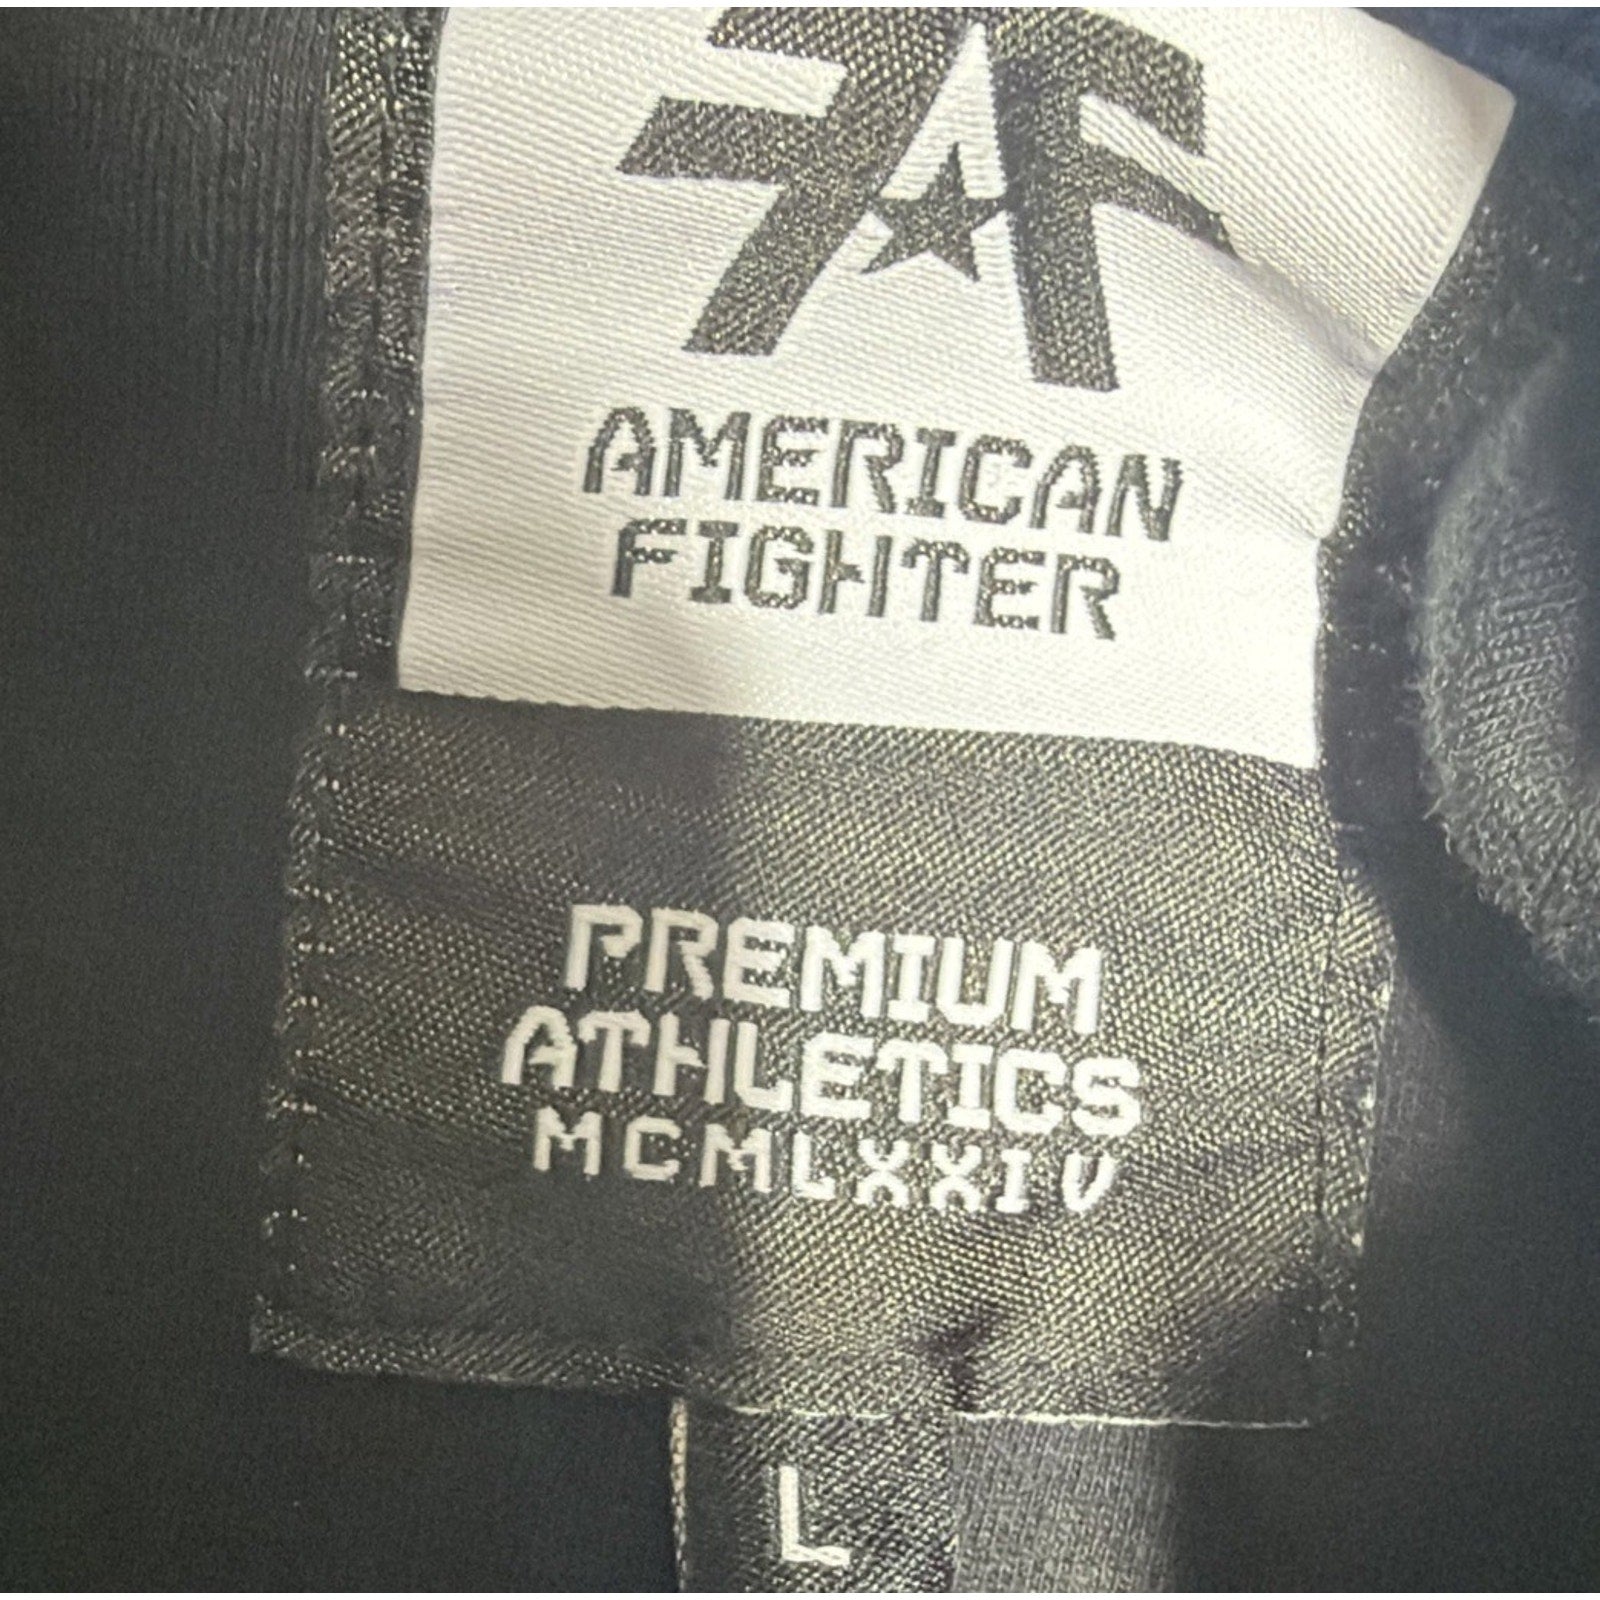 AMERICAN
FIGHTER
PREMIUM
ATHLETICS
MCMLXXIV
L